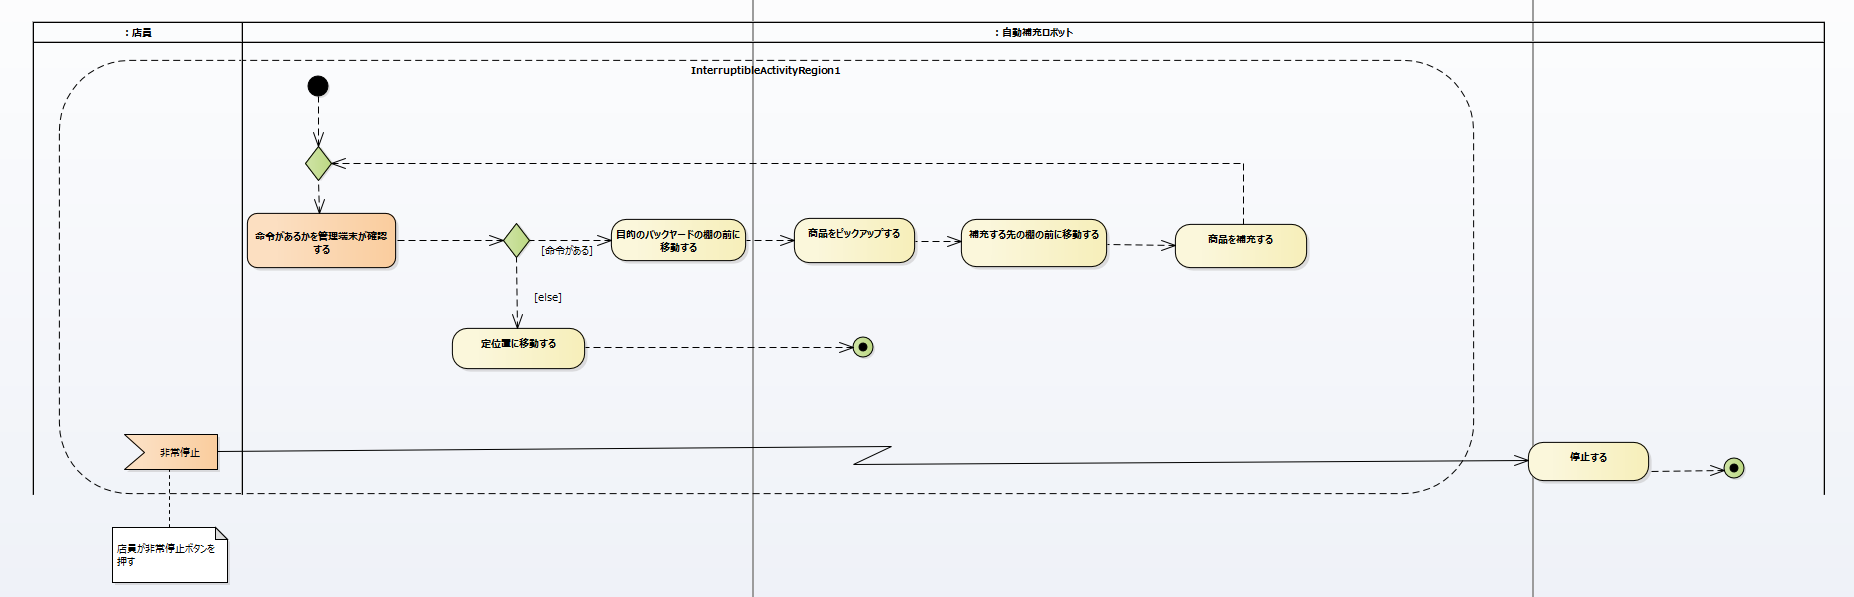 : 店員
: 自動補充ロボット
InterruptibleActivityRegion1
命令があるかを管理端末が確認
する
[命令がある]
目的のバックヤードの棚の前に
移動する
商品をピックアップする
補充する先の棚の前に移動する
商品を補充する
[else]
定位置に移動する
非常停止
停止する
店員が非常停止ボタンを
押す